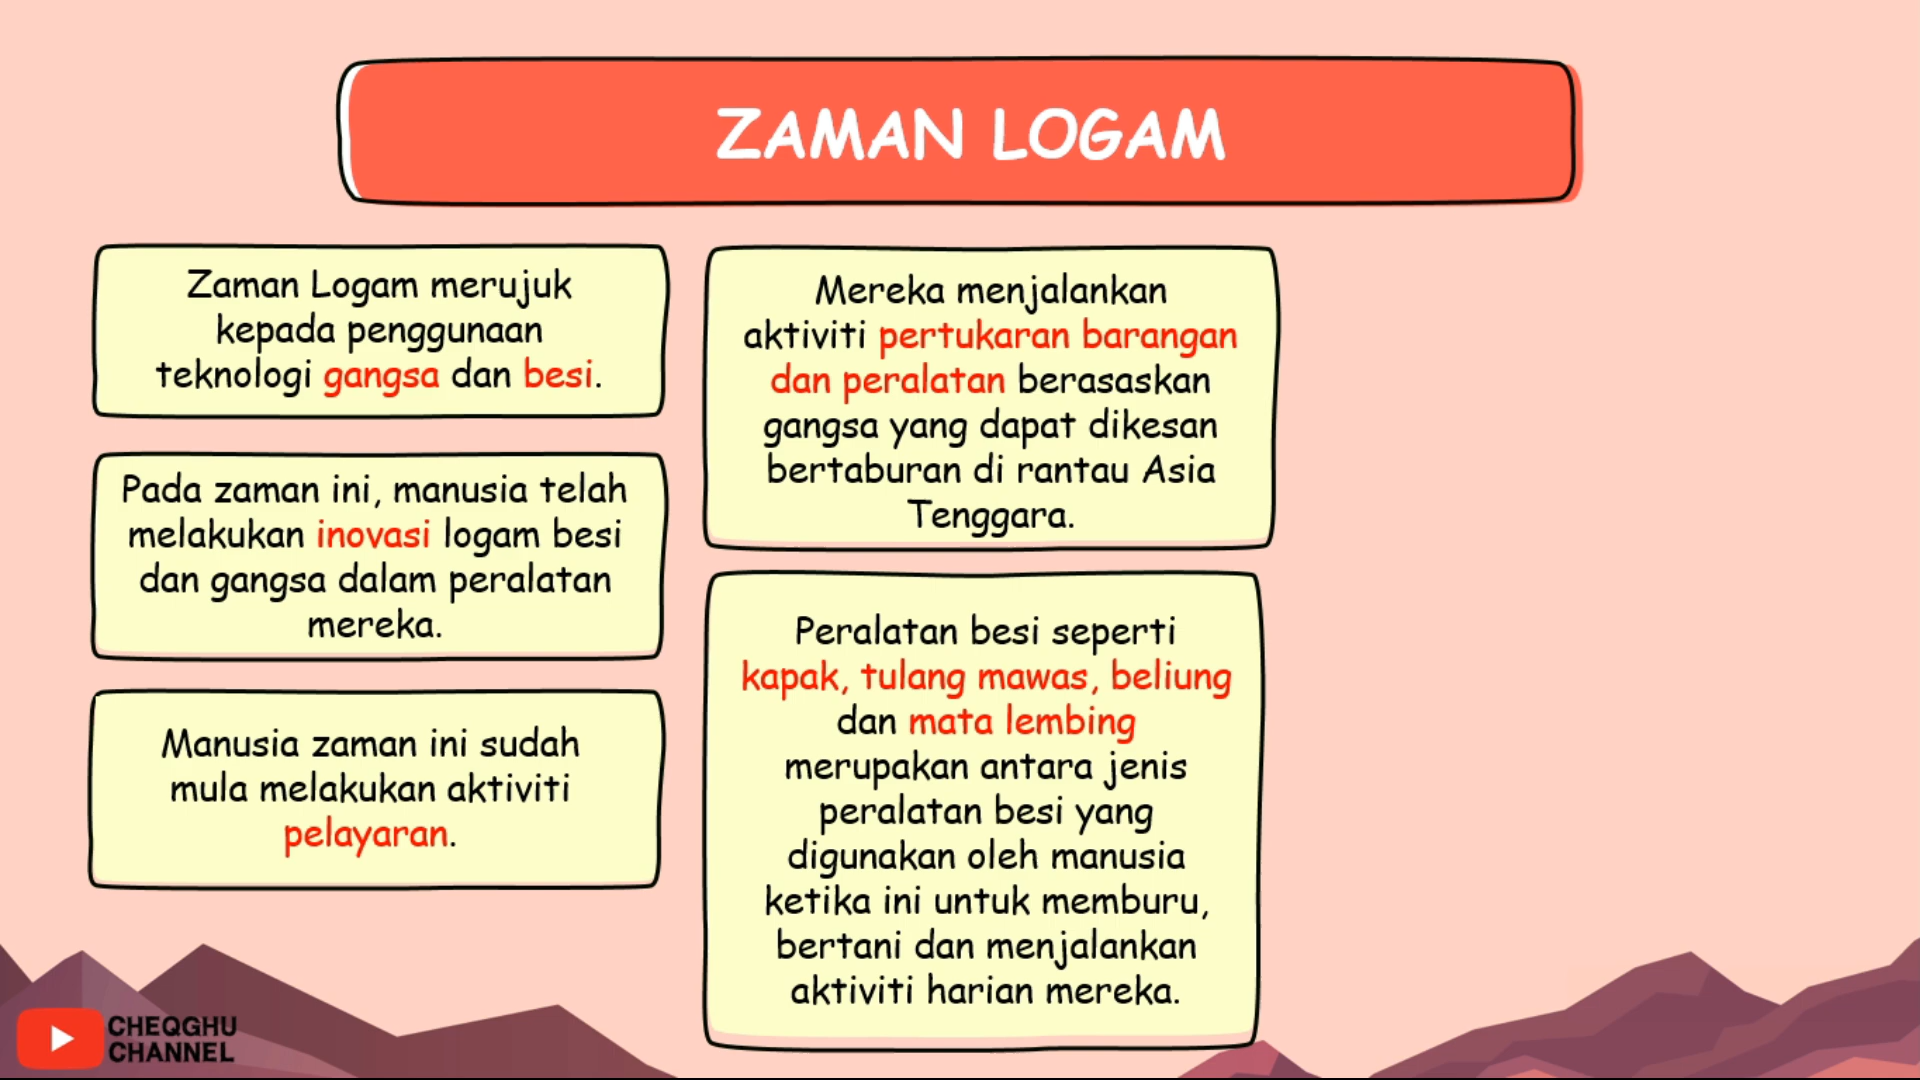 ZAMAN LOGAM
Zaman Logam merujuk
kepada penggunaan
teknologi gangsa dan besi.
Pada zaman ini, manusia telah
melakukan inovasi logam besi
dan gangsa dalam peralatan
mereka.
Manusia zaman ini sudah
mula melakukan aktiviti
pelayaran.
Mereka menjalankan
aktiviti pertukaran barangan
dan peralatan berasaskan
gangsa yang dapat dikesan
bertaburan di rantau Asia
Tenggara.
Peralatan besi seperti
kapak, tulang mawas, beliung
dan mata lembing
merupakan antara jenis
peralatan besi yang
digunakan oleh manusia
ketika ini untuk memburu,
bertani dan menjalankan
aktiviti harian mereka.
CHEQGHU
CHANNEL